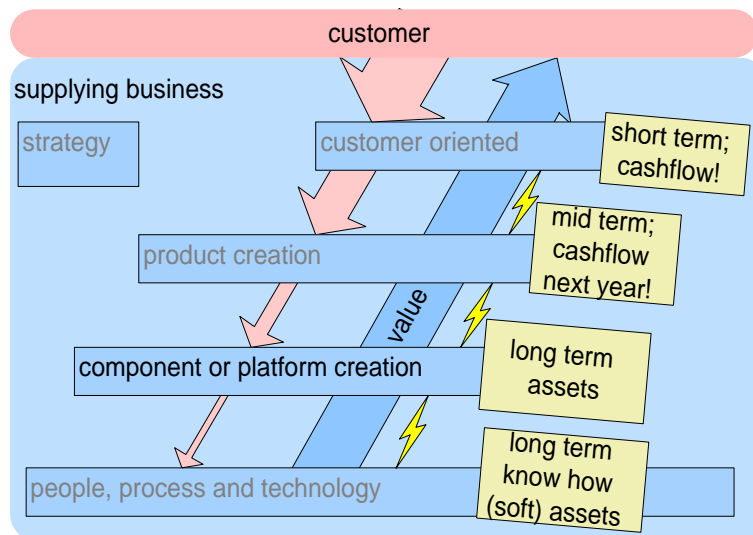 customer
supplying business
strategy
customer oriented
short term;
cashflow!
product creation
mid term;
cashflow
next year!
value
component or platform creation
long term
assets
people, process and technology
long term
know how
(soft) assets